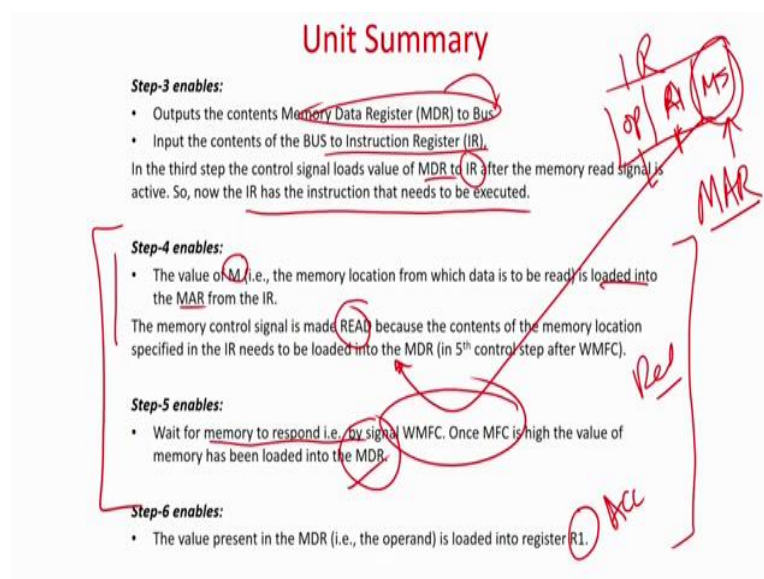 Unit Summary
Step-3 enables:
• Outputs the contents Memory Data Register (MDR) to Bus
• Input the contents of the BUS to Instruction Register (IR).
In the third step the control signal loads value of MDR to IR after the memory read signal is
active. So, now the IR has the instruction that needs to be executed.
Step-4 enables:
• The value of M (i.e., the memory location from which data is to be read) is loaded into
the MAR from the IR.
The memory control signal is made READ because the contents of the memory location
specified in the IR needs to be loaded into the MDR (in 5th control step after WMFC).
Step-5 enables:
• Wait for memory to respond i.e. by signal WMFC. Once MFC is high the value of
memory has been loaded into the MDR.
Step-6 enables:
• The value present in the MDR (i.e., the operand) is loaded into register R1.
IR
OP
MS
MAR
Acc